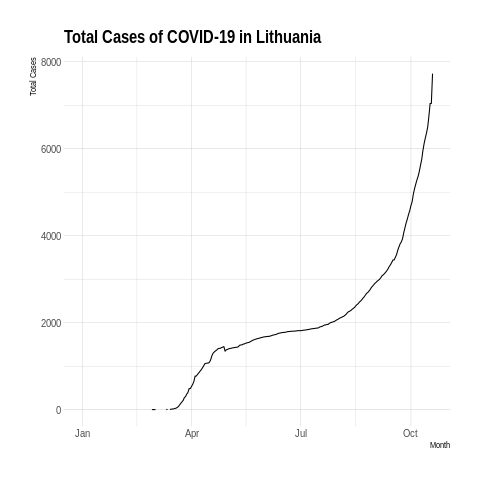 Total Cases of COVID-19 in Lithuania
Total Cases
8000
6000
4000
2000
0
Jan Apr Jul Oct
Month